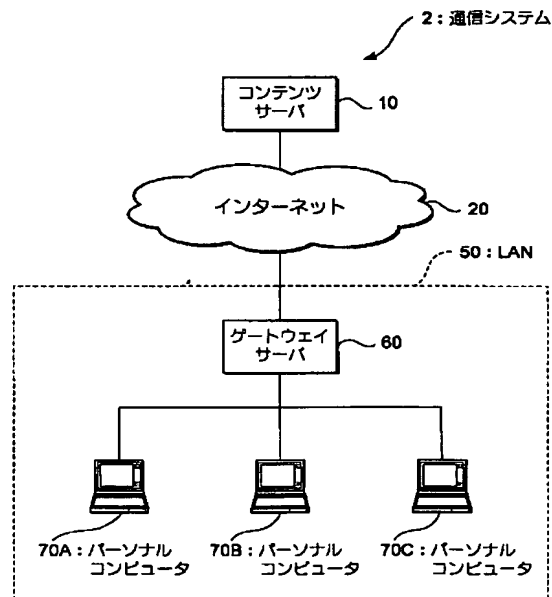 2:通信システム
コンテンツ
サーバ
10
インターネット
20
50:LAN
ゲートウェイ
サーバ
60
70A:パーソナル
コンピュータ
70B:パーソナル
コンピュータ
70C:パーソナル
コンピュータ